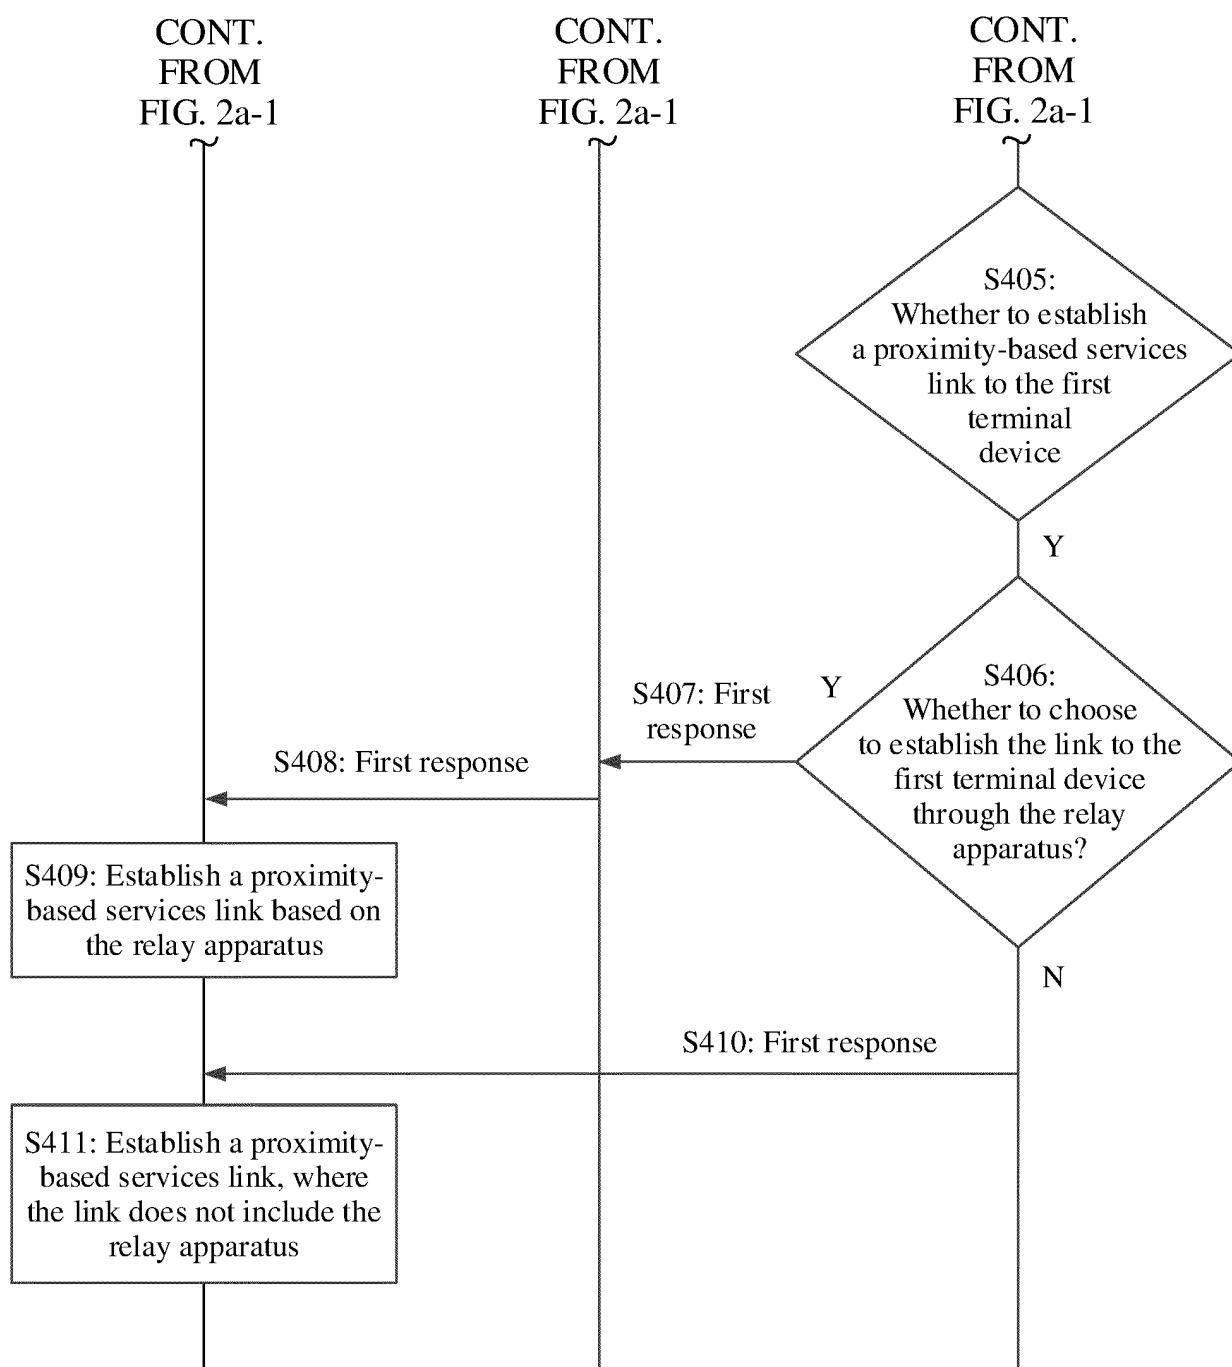 CONT.
FROM
FIG. 2a-1
CONT.
FROM
FIG. 2a-1
CONT.
FROM
FIG. 2a-1
S405:
Whether to establish
a proximity-based services
link to the first
terminal
device
Y
S406:
Whether to choose
to establish the link to the
first terminal device
through the relay
apparatus?
Y
S407: First
response
S408: First response
S409: Establish a proximity-
based services link based on
the relay apparatus
N
S410: First response
S411: Establish a proximity-
based services link, where
the link does not include the
relay apparatus